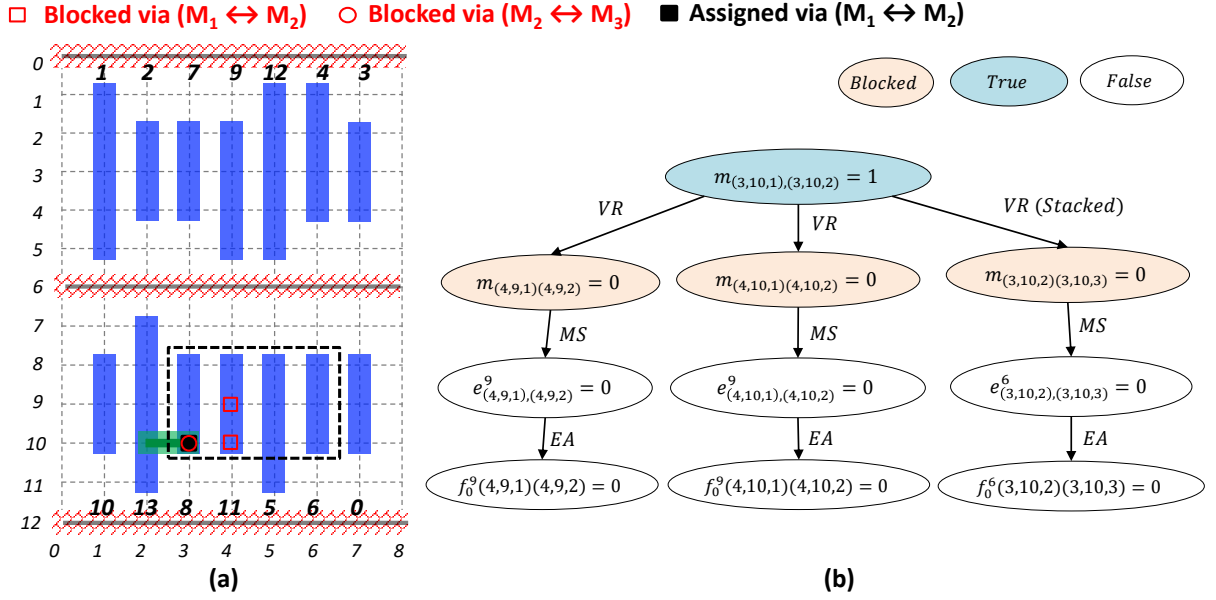 Blocked via (M₁ ↔ M₂) Blocked via (M₂ ↔ M₃) Assigned via (M₁ ↔ M₂)
0
1 2 7 9 12 4 3
1
2
3
4
5
6
7
8
9
10
11
10 13 8 11 5 6 0
12
0 1 2 3 4 5 6 7 8
(a)
Blocked True False
m(3,10,1),(3,10,2) = 1
VR VR VR (Stacked)
m(4,9,1)(4,9,2) = 0 m(4,10,1)(4,10,2) = 0 m(3,10,2)(3,10,3) = 0
MS MS MS
e⁹(4,9,1),(4,9,2) = 0 e⁹(4,10,1),(4,10,2) = 0 e⁶(3,10,2),(3,10,3) = 0
EA EA EA
f₀⁹(4,9,1)(4,9,2) = 0 f₀⁹(4,10,1)(4,10,2) = 0 f₀⁶(3,10,2)(3,10,3) = 0
(b)